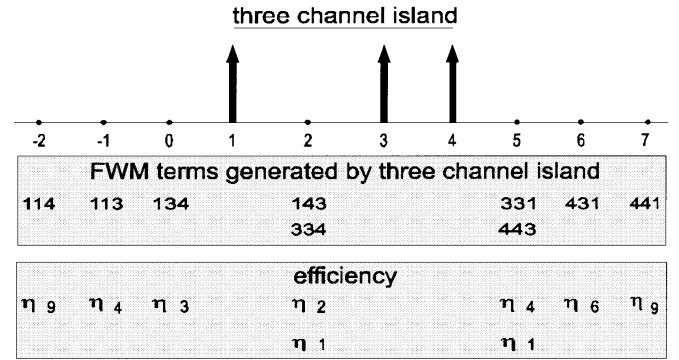 three channel island
-2 -1 0 1 2 3 4 5 6 7
FWM terms generated by three channel island
114 113 134 143 331 431 441
334 443
efficiency
η 9 η 4 η 3 η 2 η 4 η 6 η 9
η 1 η 1